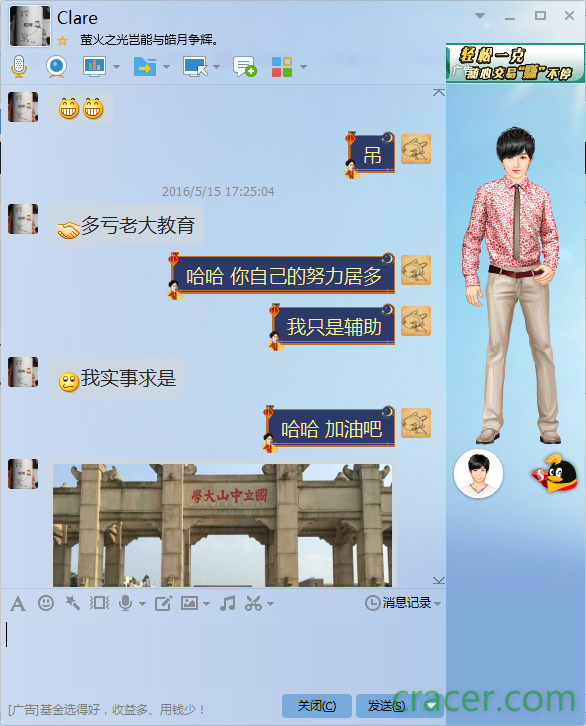 Clare
萤火之光岂能与皓月争辉。
轻松一克
广告
随心交易“赚”不停
吊
2016/5/15 17:25:04
多亏老大教育
哈哈 你自己的努力居多
我只是辅助
我实事求是
哈哈 加油吧
學大山中立國
消息记录
[广告]基金选得好，收益多、用钱少！
关闭(C)
发送(S)
cracer.com